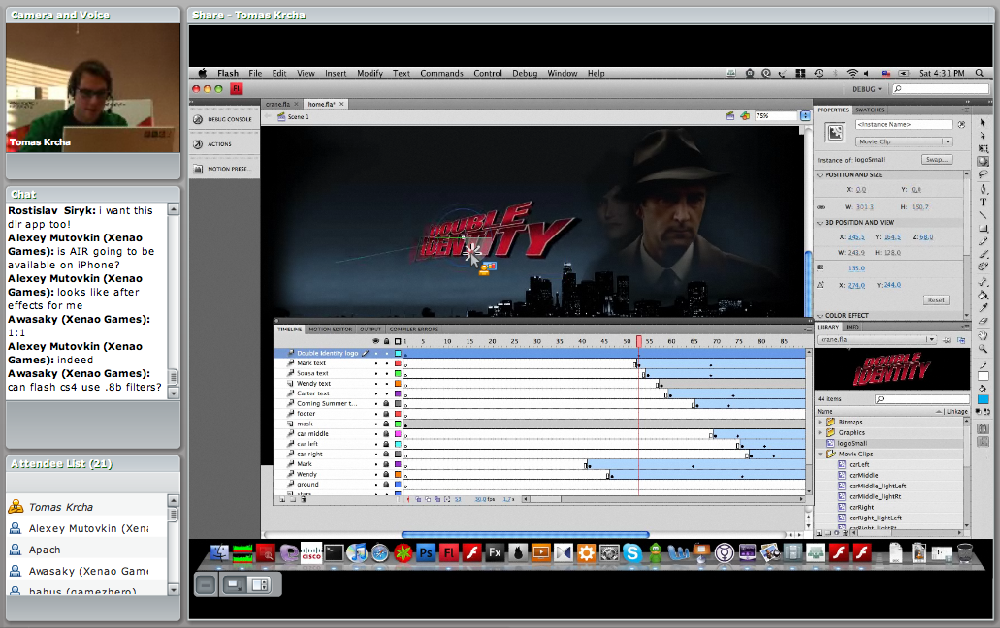 Camera and Voice
Tomas Krcha
Chat
Rostislav Siryk: i want this
dir app too!
Alexey Mutovkin (Xenao
Games): is AIR going to be
available on iPhone?
Alexey Mutovkin (Xenao
Games): looks like after
effects for me
Awasaky (Xenao Games):
1:1
Alexey Mutovkin (Xenao
Games): indeed
Awasaky (Xenao Games):
can flash cs4 use .8b filters?
Attendee List (21)
Tomas Krcha
Alexey Mutovkin (Xena
Apach
Awasaky (Xenao Game
bahus (gamezhero)
Share - Tomas Krcha
Flash File Edit View Insert Modify Text Commands Control Debug Window Help
Sat 4:31 PM
DEBUG
DEBUG CONSOLE
ACTIONS
MOTION PRESE...
crane.fla
home.fla*
Scene 1
75%
DOUBLE
IDENTITY
TIMELINE MOTION EDITOR OUTPUT COMPILER ERRORS
1 5 10 15 20 25 30 35 40 45 50 55 60 65 70 75 80 85
Double Identity logo
Mark text
Sousa text
Wendy text
Carter text
Coming Summer t...
footer
mask
car middle
car left
car right
Mark
Wendy
ground
stars
53 30.0 fps 1.7 s
PROPERTIES SWATCHES
<Instance Name>
Movie Clip
Instance of: logoSmall Swap...
POSITION AND SIZE
X: 0.0 Y: 0.0
W: 301.3 H: 150.7
3D POSITION AND VIEW
X: 345.5 Y: 164.5 Z: 68.0
W: 243.9 H: 128.0
135.0
X: 274.0 Y: 244.0
Reset
COLOR EFFECT
LIBRARY INFO
crane.fla
DOUBLE
IDENTITY
44 items
Name Linkage
Bitmaps
Graphics
logoSmall
Movie Clips
carLeft
carMiddle
carMiddle_lightLeft
carMiddle_lightRt
carRight
carRight_lightLeft
carRight_lightRt
CISCO
Ps
FL
Fx